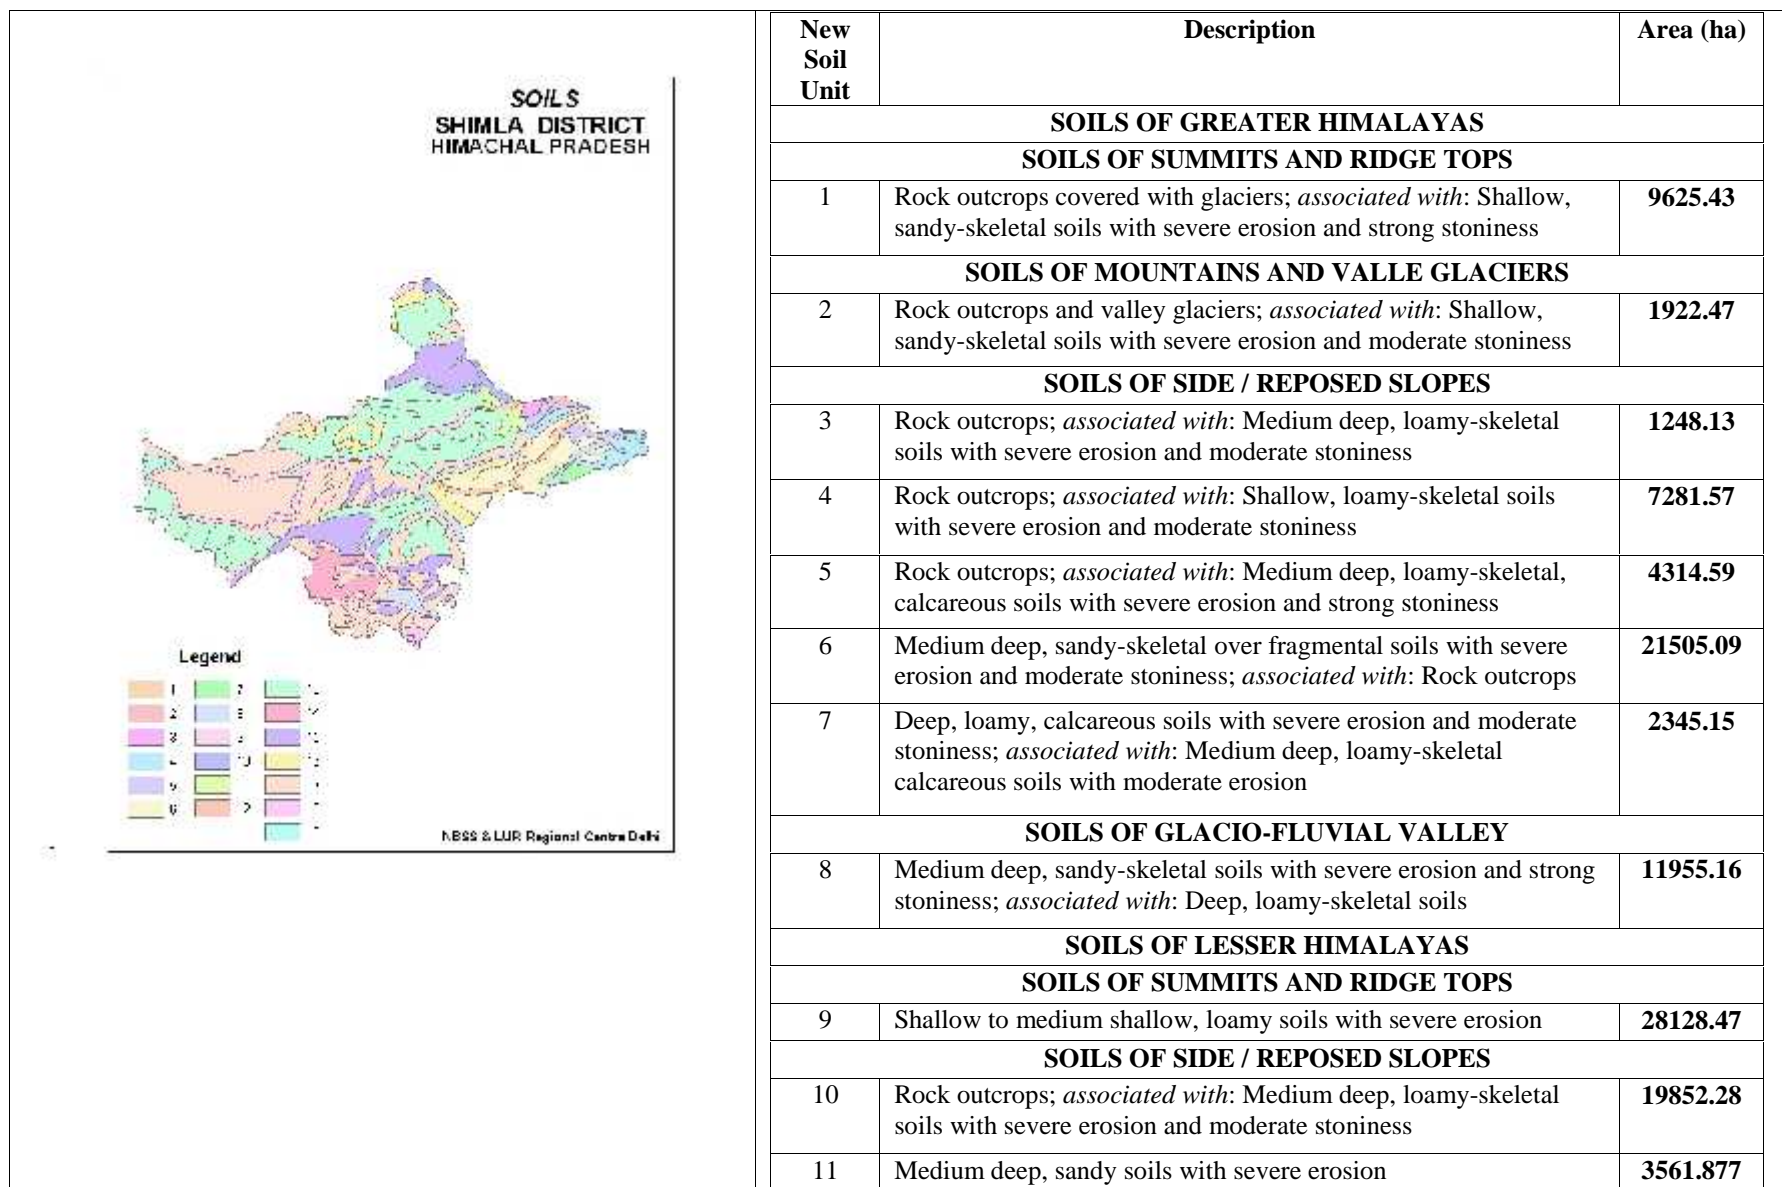 SOILS
SHIMLA DISTRICT
HIMACHAL PRADESH
Legend
1
2
3
4
5
6
7
8
9
10
2
NBSS & LUP Regional Centre Delhi
New Soil Unit | Description | Area (ha)
SOILS OF GREATER HIMALAYAS
SOILS OF SUMMITS AND RIDGE TOPS
1 | Rock outcrops covered with glaciers; associated with: Shallow, | 9625.43
sandy-skeletal soils with severe erosion and strong stoniness
SOILS OF MOUNTAINS AND VALLE GLACIERS
2 | Rock outcrops and valley glaciers; associated with: Shallow, | 1922.47
sandy-skeletal soils with severe erosion and moderate stoniness
SOILS OF SIDE / REPOSED SLOPES
3 | Rock outcrops; associated with: Medium deep, loamy-skeletal | 1248.13
soils with severe erosion and moderate stoniness
4 | Rock outcrops; associated with: Shallow, loamy-skeletal soils | 7281.57
with severe erosion and moderate stoniness
5 | Rock outcrops; associated with: Medium deep, loamy-skeletal, | 4314.59
calcareous soils with severe erosion and strong stoniness
6 | Medium deep, sandy-skeletal over fragmental soils with severe | 21505.09
erosion and moderate stoniness; associated with: Rock outcrops
7 | Deep, loamy, calcareous soils with severe erosion and moderate | 2345.15
stoniness; associated with: Medium deep, loamy-skeletal
calcareous soils with moderate erosion
SOILS OF GLACIO-FLUVIAL VALLEY
8 | Medium deep, sandy-skeletal soils with severe erosion and strong | 11955.16
stoniness; associated with: Deep, loamy-skeletal soils
SOILS OF LESSER HIMALAYAS
SOILS OF SUMMITS AND RIDGE TOPS
9 | Shallow to medium shallow, loamy soils with severe erosion | 28128.47
SOILS OF SIDE / REPOSED SLOPES
10 | Rock outcrops; associated with: Medium deep, loamy-skeletal | 19852.28
soils with severe erosion and moderate stoniness
11 | Medium deep, sandy soils with severe erosion | 3561.877